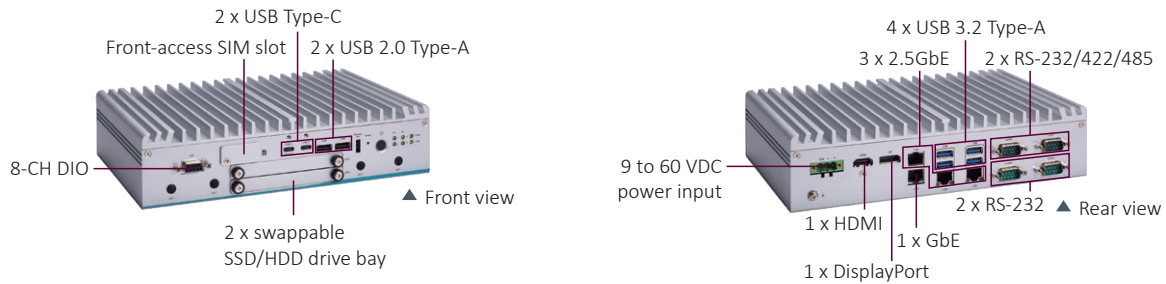 2 x USB Type-C
Front-access SIM slot
2 x USB 2.0 Type-A
8-CH DIO
▲ Front view
2 x swappable
SSD/HDD drive bay
4 x USB 3.2 Type-A
3 x 2.5GbE
2 x RS-232/422/485
9 to 60 VDC
power input
2 x RS-232
▲ Rear view
1 x HDMI
1 x GbE
1 x DisplayPort